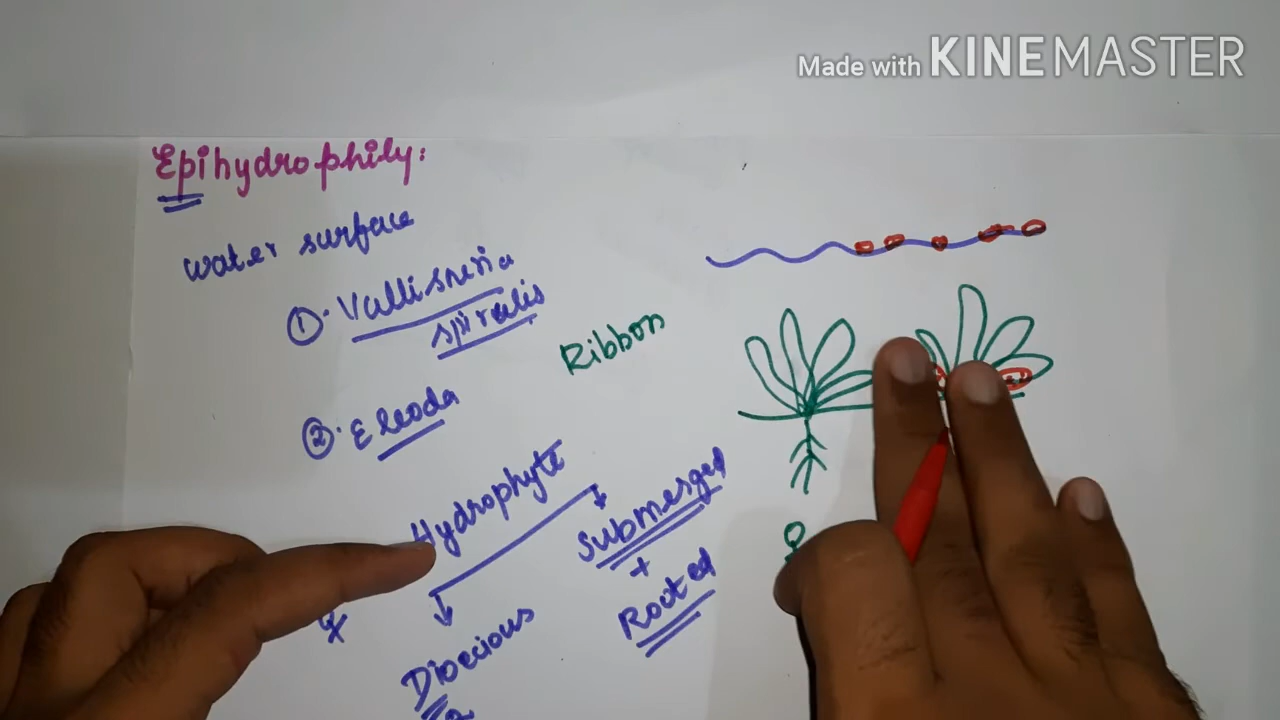 Made with KINEMASTER
Epihydrophily:
water surface
① Vallisneria
spiralis
Ribbon
② Eleoda
Hydrophyte
Submerged
+
Rooted
Dioecious
♀